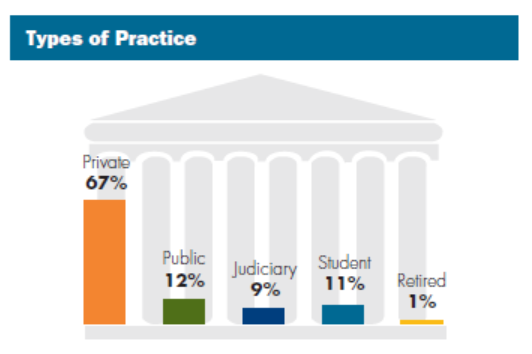 Types of Practice
Private
67%
Public
12%
Judiciary
9%
Student
11%
Retired
1%